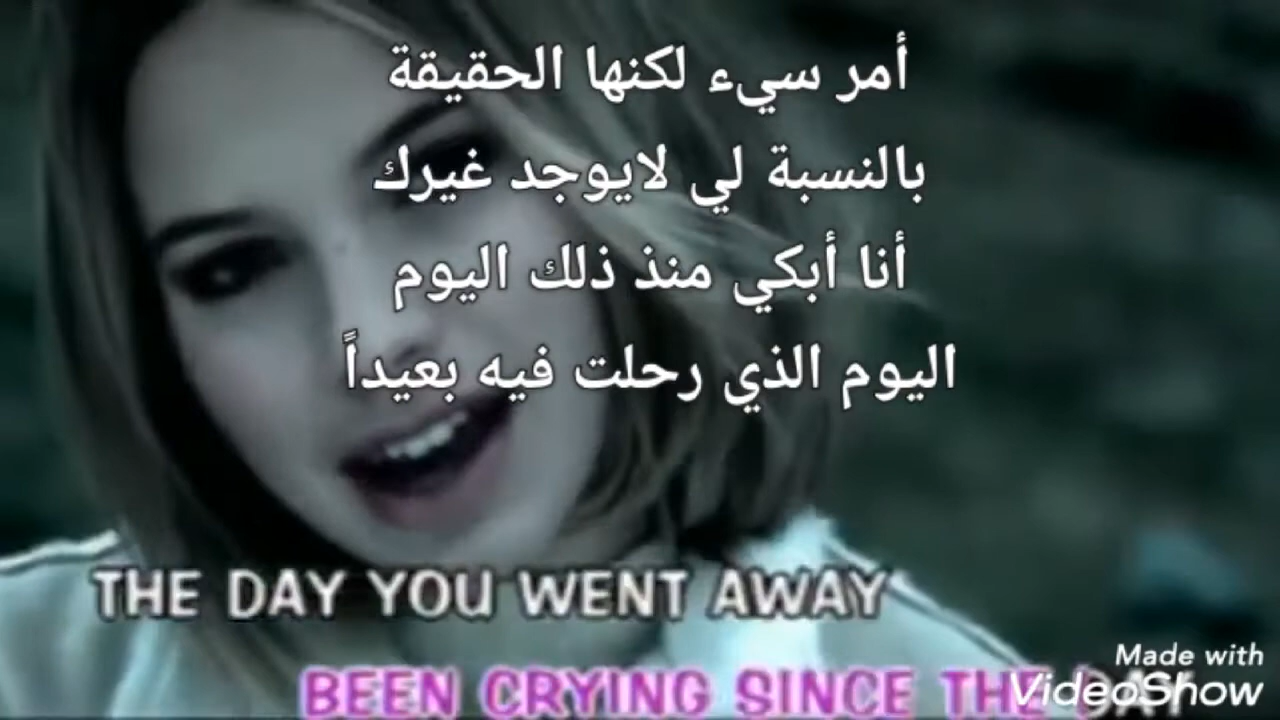 أمر سيء لكنها الحقيقة
بالنسبة لي لايوجد غيرك
أنا أبكي منذ ذلك اليوم
اليوم الذي رحلت فيه بعيداً
THE DAY YOU WENT AWAY
BEEN CRYING SINCE THE DAY
Made with
VideoShow